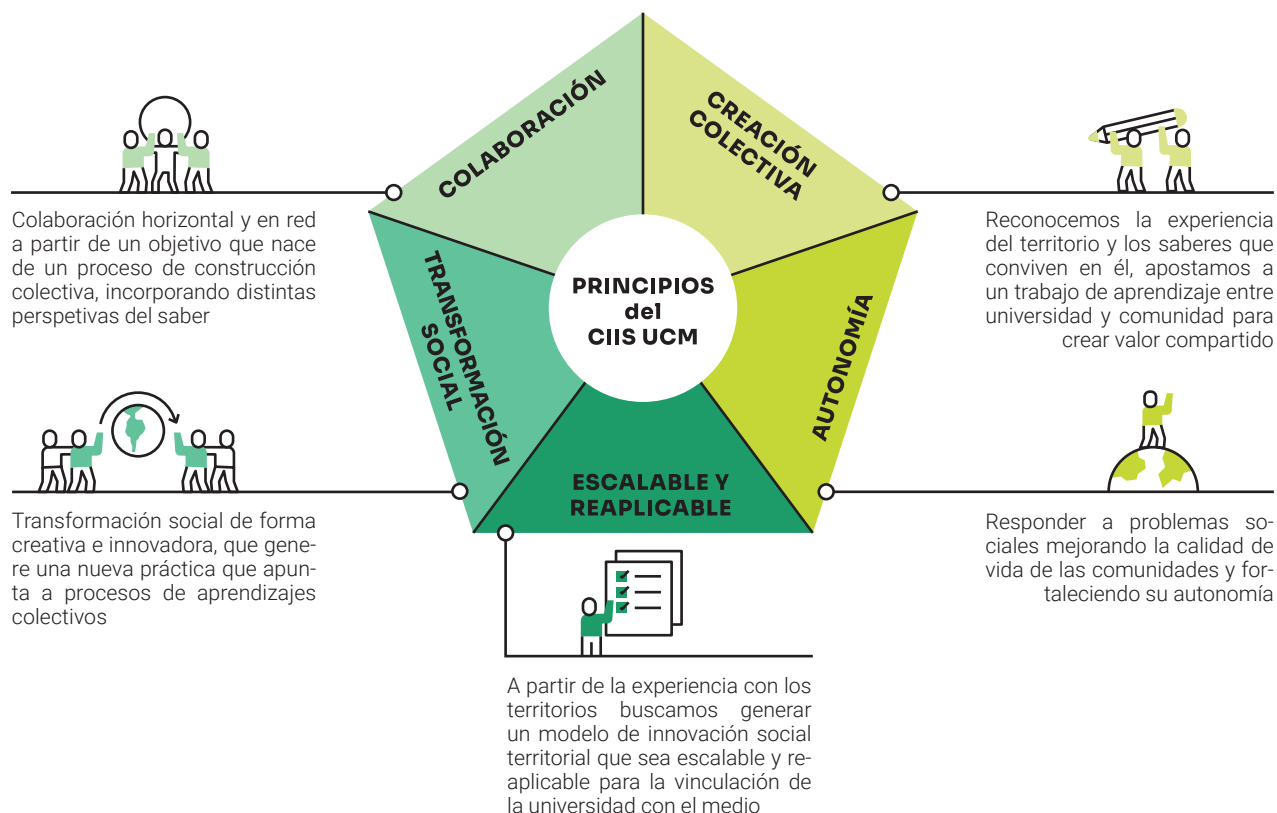 COLABORACIÓN
CREACIÓN
COLECTIVA
Colaboración horizontal y en red
a partir de un objetivo que nace
de un proceso de construcción
colectiva, incorporando distintas
perspetivas del saber
Reconocemos la experiencia
del territorio y los saberes que
conviven en él, apostamos a
un trabajo de aprendizaje entre
universidad y comunidad para
crear valor compartido
PRINCIPIOS
del
CIIS UCM
TRANSFORMACIÓN
SOCIAL
AUTONOMÍA
ESCALABLE Y
REAPLICABLE
Transformación social de forma
creativa e innovadora, que gene-
re una nueva práctica que apun-
ta a procesos de aprendizajes
colectivos
Responder a problemas so-
ciales mejorando la calidad de
vida de las comunidades y for-
taleciendo su autonomía
A partir de la experiencia con los
territorios buscamos generar
un modelo de innovación social
territorial que sea escalable y re-
aplicable para la vinculación de
la universidad con el medio